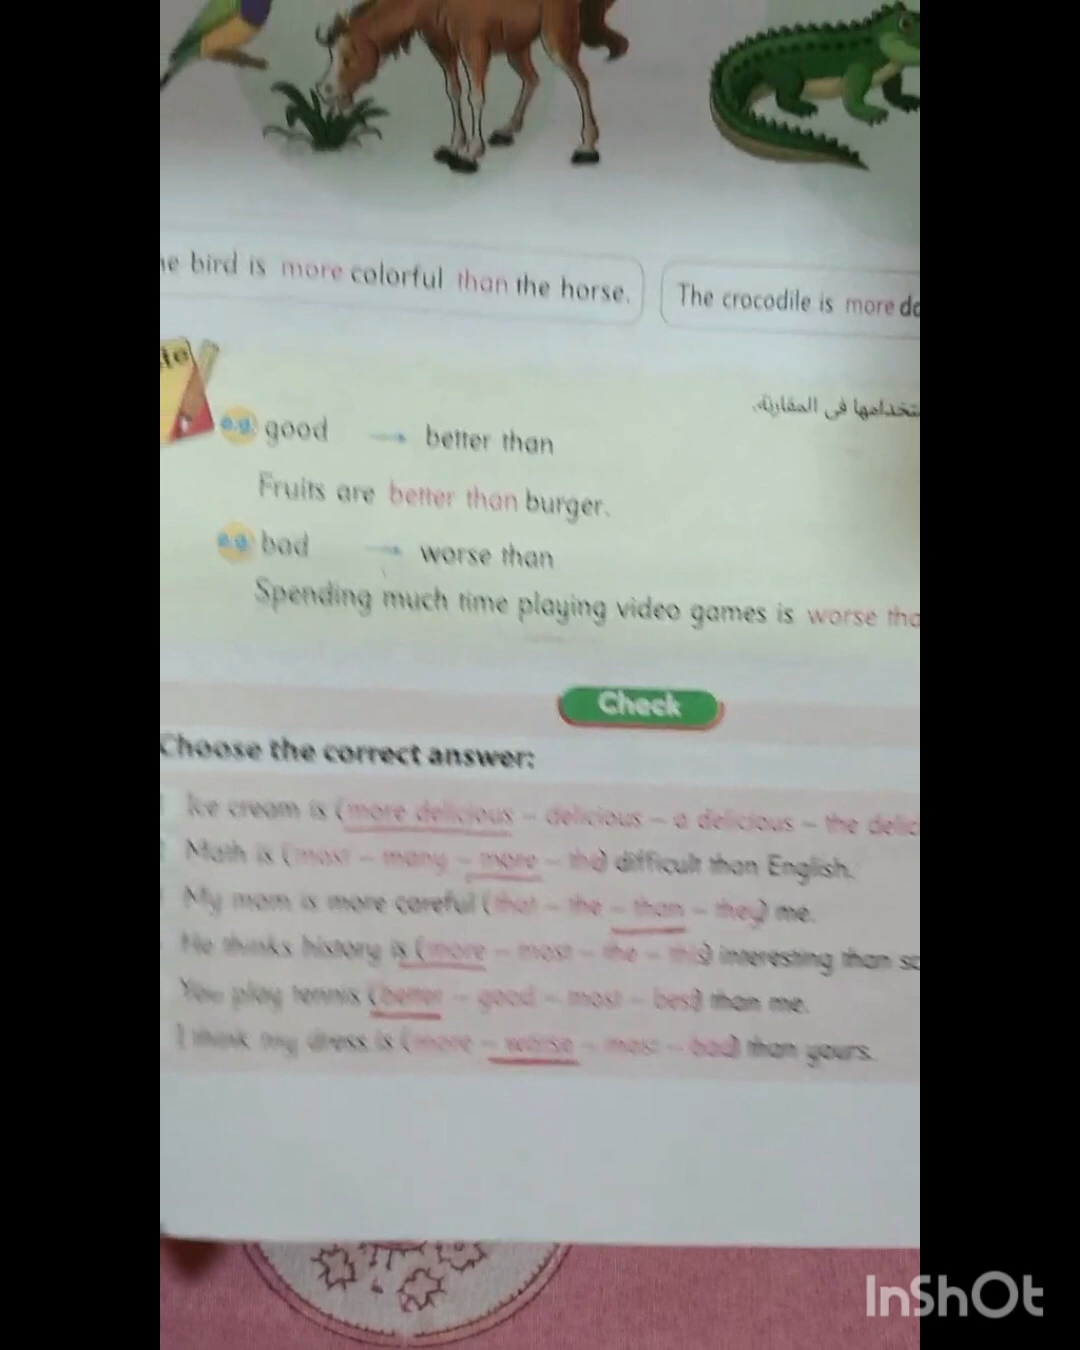 bird is more colorful than the horse.
The crocodile is more
ستخدامها في المقارنة.
e.g. good → better than
Fruits are better than burger.
e.g. bad → worse than
Spending much time playing video games is worse
Check
Choose the correct answer:
Ice cream is (more delicious – delicious – a delicious – the
Math is (most – many – more – the) difficult than English.
My mom is more careful (that – the – than – they) me.
He thinks history is (more – most – the – this) interesting than
You play tennis (better – good – most – best) than me.
I think my dress is (more – worse – most – bad) than yours.
InShOt